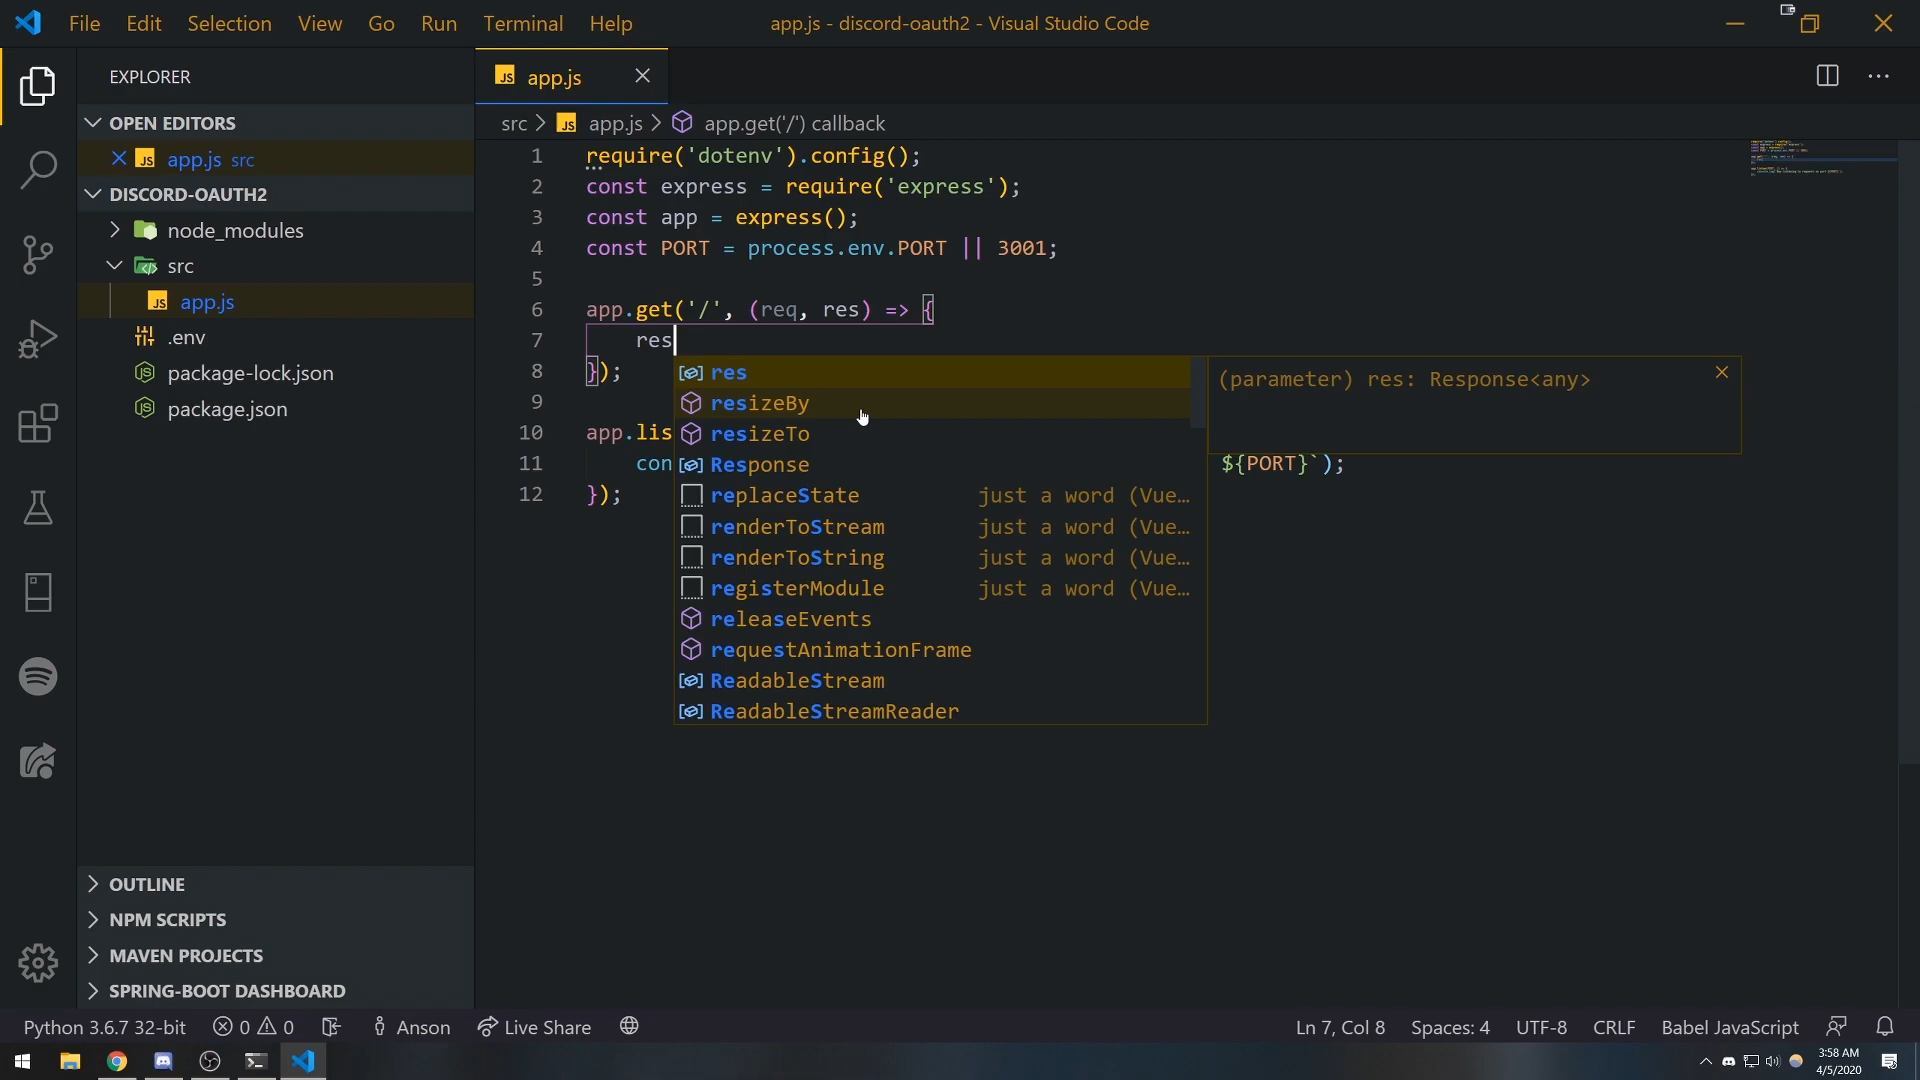 File Edit Selection View Go Run Terminal Help
app.js - discord-oauth2 - Visual Studio Code
EXPLORER
OPEN EDITORS
JS app.js src
DISCORD-OAUTH2
node_modules
src
JS app.js
.env
package-lock.json
package.json
OUTLINE
NPM SCRIPTS
MAVEN PROJECTS
SPRING-BOOT DASHBOARD
JS app.js
src > JS app.js > app.get('/') callback
1 require('dotenv').config();
2 const express = require('express');
3 const app = express();
4 const PORT = process.env.PORT || 3001;
5
6 app.get('/', (req, res) => {
7 res
8 });
9
10 app.lis
11 con ${PORT}`);
12 });
res
resizeBy
resizeTo
Response
replaceState just a word (Vue…
renderToStream just a word (Vue…
renderToString just a word (Vue…
registerModule just a word (Vue…
releaseEvents
requestAnimationFrame
ReadableStream
ReadableStreamReader
(parameter) res: Response<any>
Python 3.6.7 32-bit 0 0 Anson Live Share Ln 7, Col 8 Spaces: 4 UTF-8 CRLF Babel JavaScript
3:58 AM
4/5/2020